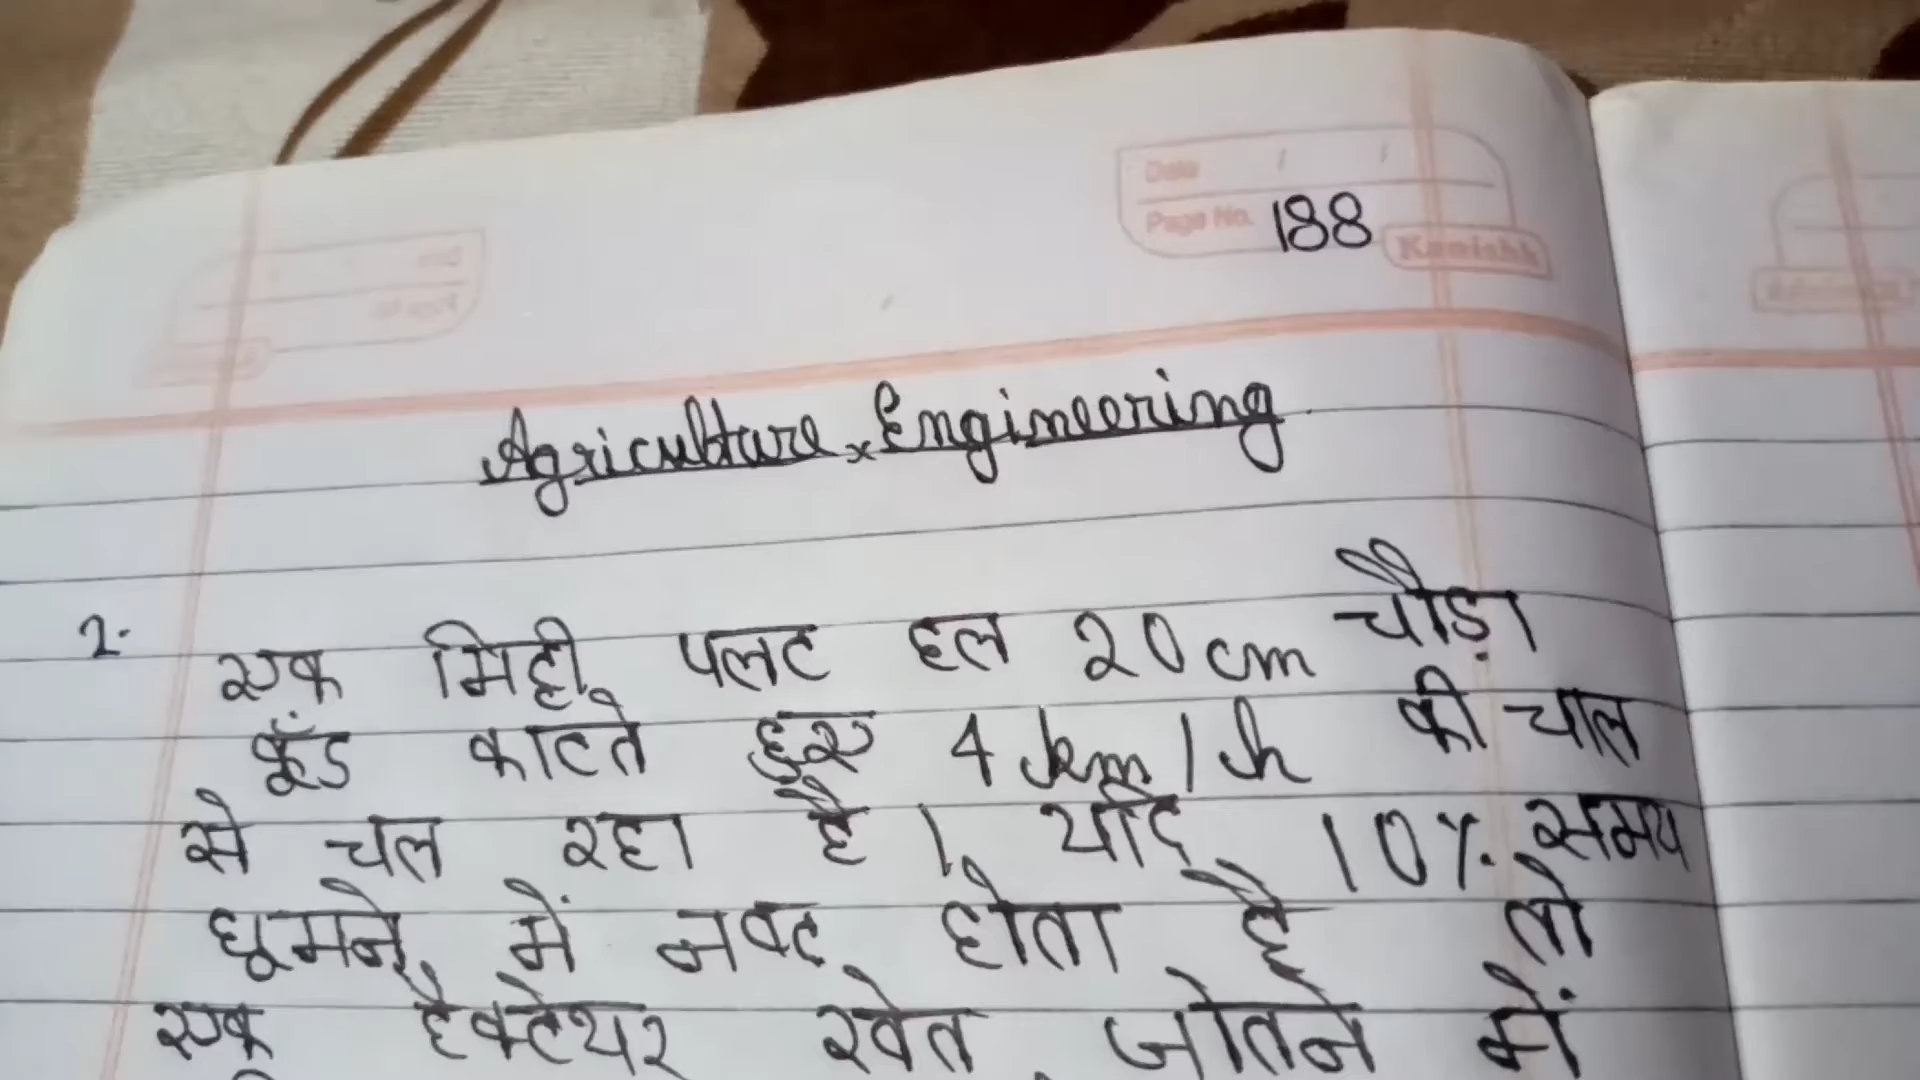 Date / /
Page No. 188
Kanishk
Agriculture Engineering
2.
एक मिट्टी पलट हल 20 cm चौड़ा
कूँड काटते हुए 4 km/h की चाल
से चल रहा है । यदि 10% समय
घूमने में नष्ट होता है तो
एक हैक्टेयर खेत जोतने में